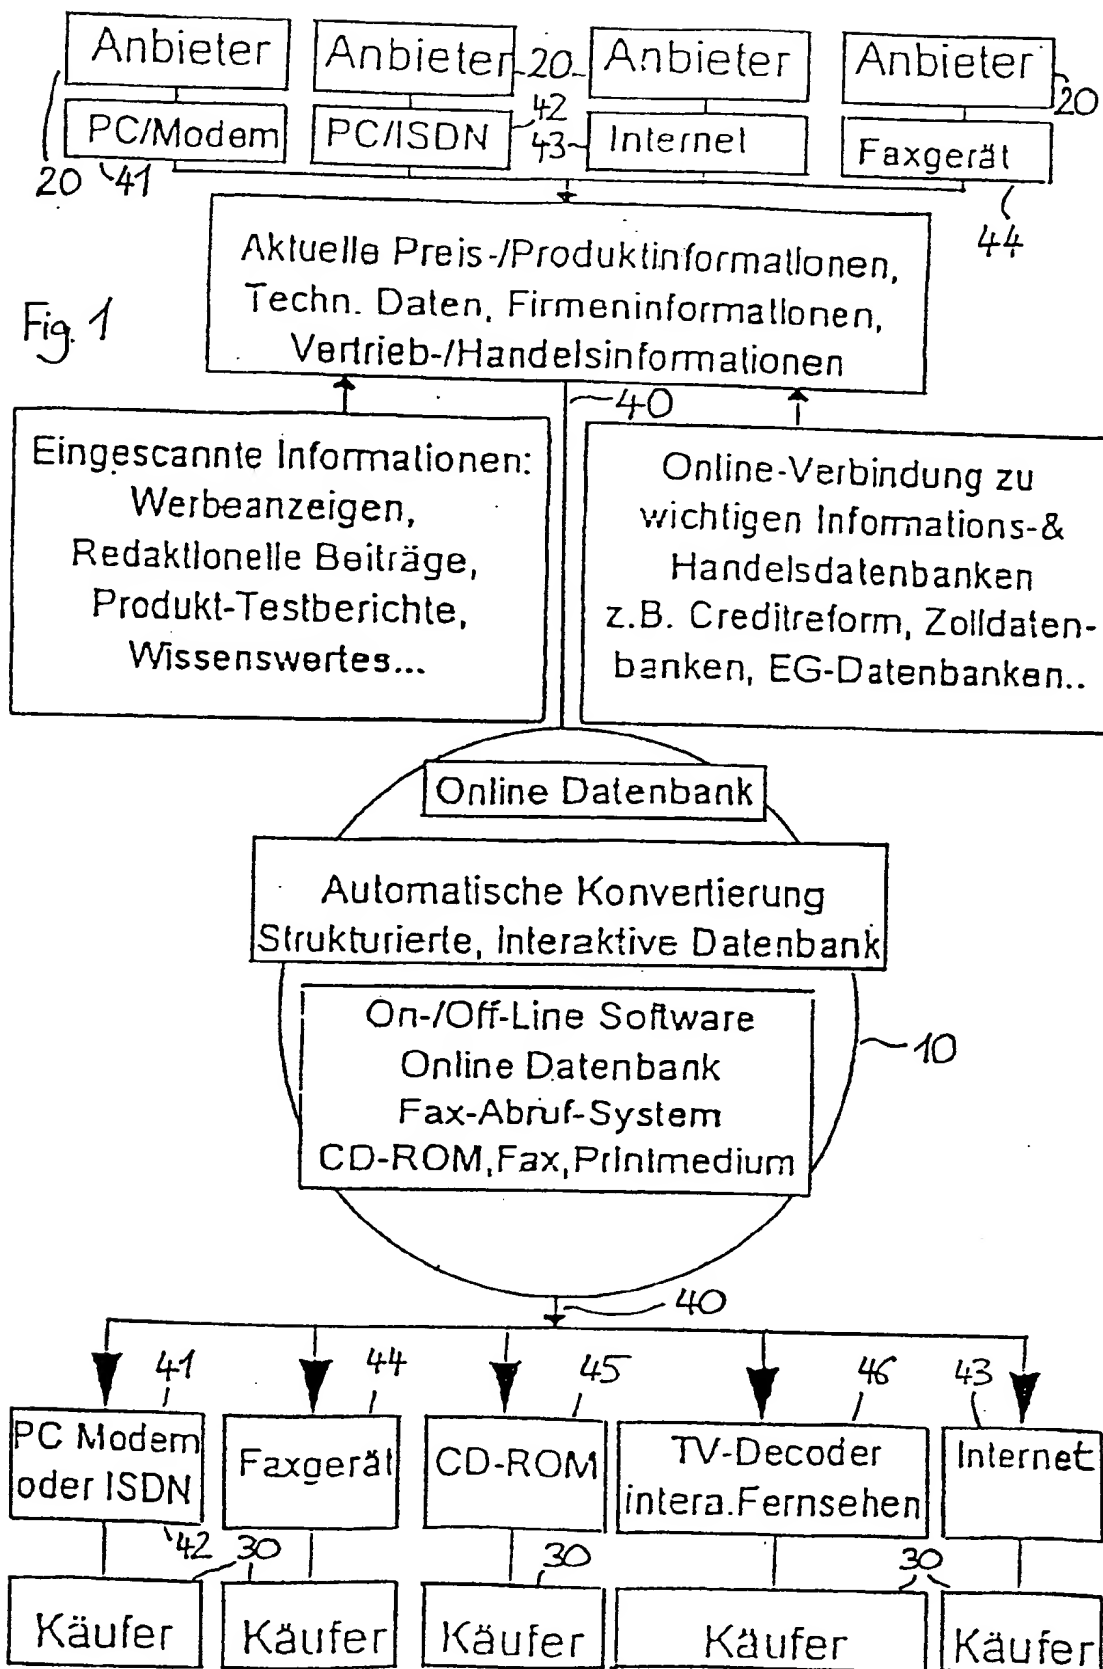 Anbieter Anbieter 20 Anbieter Anbieter
20
PC/Modem PC/ISDN 42 43 Internet Faxgerät
20 41
44
Aktuelle Preis-/Produktinformationen,
Techn. Daten, Firmeninformationen,
Vertrieb-/Handelsinformationen
Fig. 1
40
Eingescannte Informationen:
Werbeanzeigen,
Redaktionelle Beiträge,
Produkt-Testberichte,
Wissenswertes...
Online-Verbindung zu
wichtigen Informations-&
Handelsdatenbanken
z.B. Creditreform, Zolldaten-
banken, EG-Datenbanken..
Online Datenbank
Automatische Konvertierung
Strukturierte, Interaktive Datenbank
On-/Off-Line Software
Online Datenbank
Fax-Abruf-System
CD-ROM,Fax,Printmedium
10
40
41 44 45 46 43
PC Modem
oder ISDN
Faxgerät
CD-ROM
TV-Decoder
intera.Fernsehen
Internet
42 30 30 30
Käufer Käufer Käufer Käufer Käufer